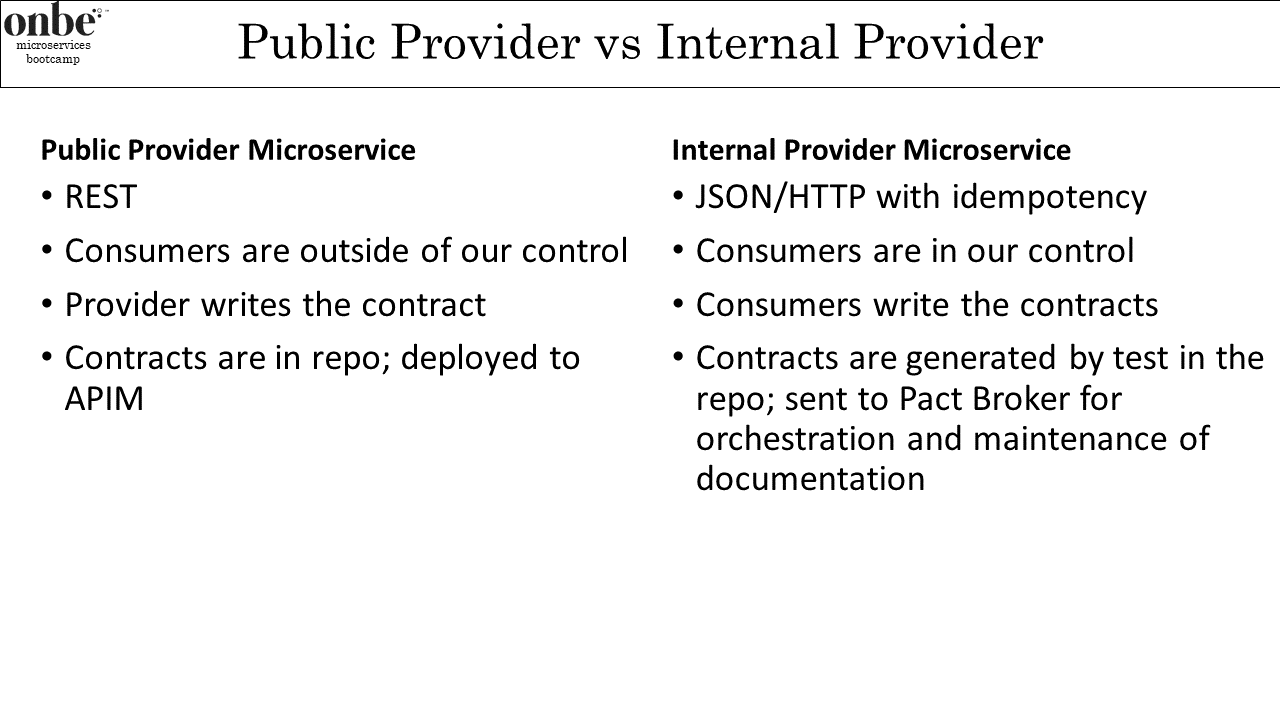 onbe
microservices
bootcamp
Public Provider vs Internal Provider
Public Provider Microservice
• REST
• Consumers are outside of our control
• Provider writes the contract
• Contracts are in repo; deployed to
APIM
Internal Provider Microservice
• JSON/HTTP with idempotency
• Consumers are in our control
• Consumers write the contracts
• Contracts are generated by test in the
repo; sent to Pact Broker for
orchestration and maintenance of
documentation